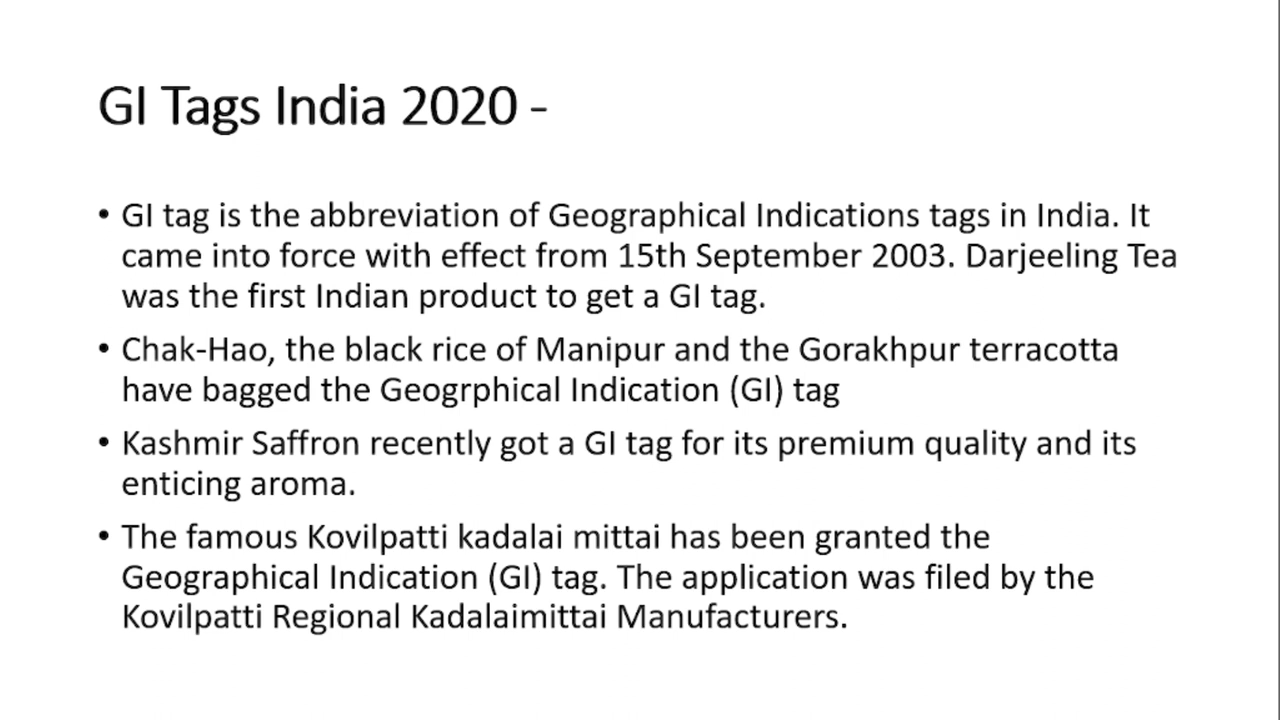 GI Tags India 2020 -
• GI tag is the abbreviation of Geographical Indications tags in India. It
came into force with effect from 15th September 2003. Darjeeling Tea
was the first Indian product to get a GI tag.
• Chak-Hao, the black rice of Manipur and the Gorakhpur terracotta
have bagged the Geogrphical Indication (GI) tag
• Kashmir Saffron recently got a GI tag for its premium quality and its
enticing aroma.
• The famous Kovilpatti kadalai mittai has been granted the
Geographical Indication (GI) tag. The application was filed by the
Kovilpatti Regional Kadalaimittai Manufacturers.